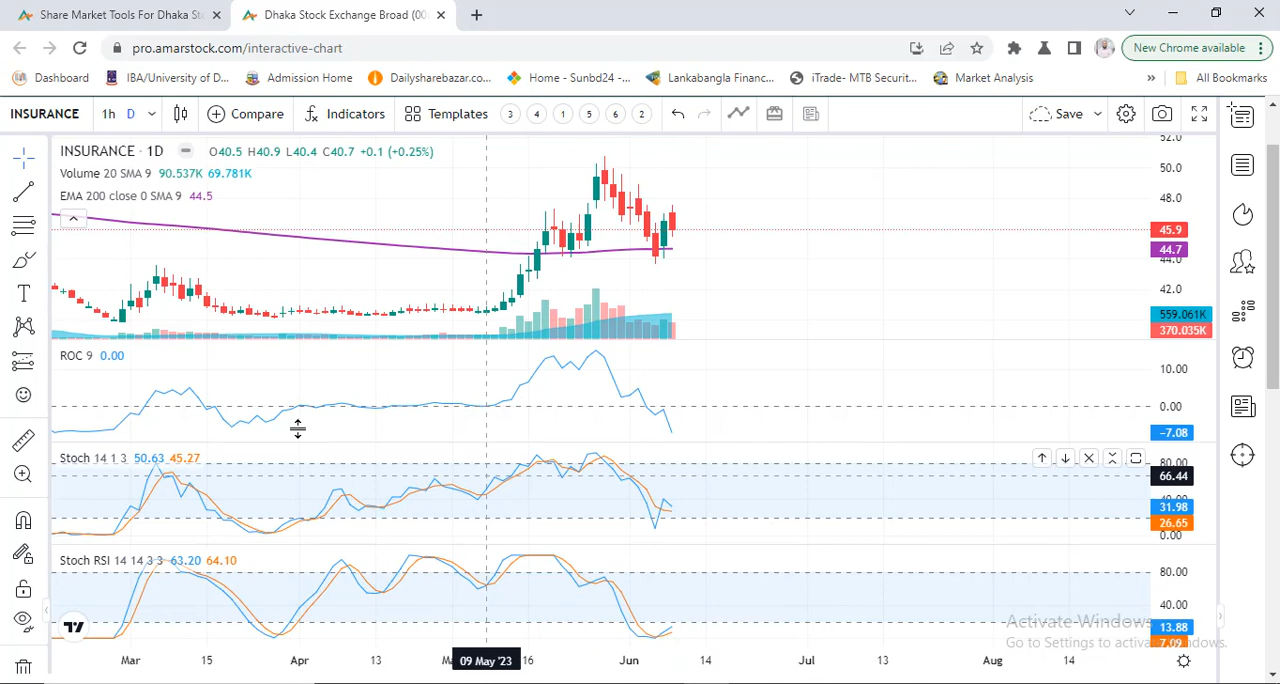 Share Market Tools For Dhaka St
Dhaka Stock Exchange Broad (00
pro.amarstock.com/interactive-chart
New Chrome available
Dashboard
IBA/University of D...
Admission Home
Dailysharebazar.co...
Home - Sunbd24 -...
Lankabangla Financ...
iTrade- MTB Securit...
Market Analysis
»
All Bookmarks
INSURANCE 1h D Compare Indicators Templates 3 4 1 5 6 2 Save
INSURANCE · 1D O40.5 H40.9 L40.4 C40.7 +0.1 (+0.25%)
Volume 20 SMA 9 90.537K 69.781K
EMA 200 close 0 SMA 9 44.5
52.0
50.0
48.0
45.9
44.7
44.0
42.0
559.061K
370.035K
ROC 9 0.00
10.00
0.00
−7.08
Stoch 14 1 3 50.63 45.27
80.00
66.44
40.00
31.98
26.65
0.00
Stoch RSI 14 14 3 3 63.20 64.10
80.00
40.00
13.88
7.09
Activate Windows
Go to Settings to activate Windows.
Mar 15 Apr 13 09 May '23 16 Jun 14 Jul 13 Aug 14